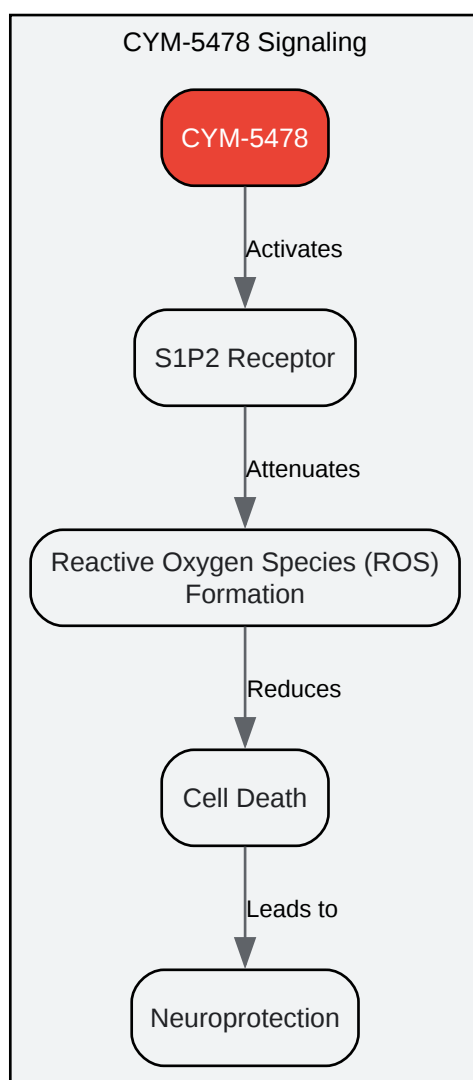 CYM-5478 Signaling
CYM-5478
Activates
S1P2 Receptor
Attenuates
Reactive Oxygen Species (ROS)
Formation
Reduces
Cell Death
Leads to
Neuroprotection